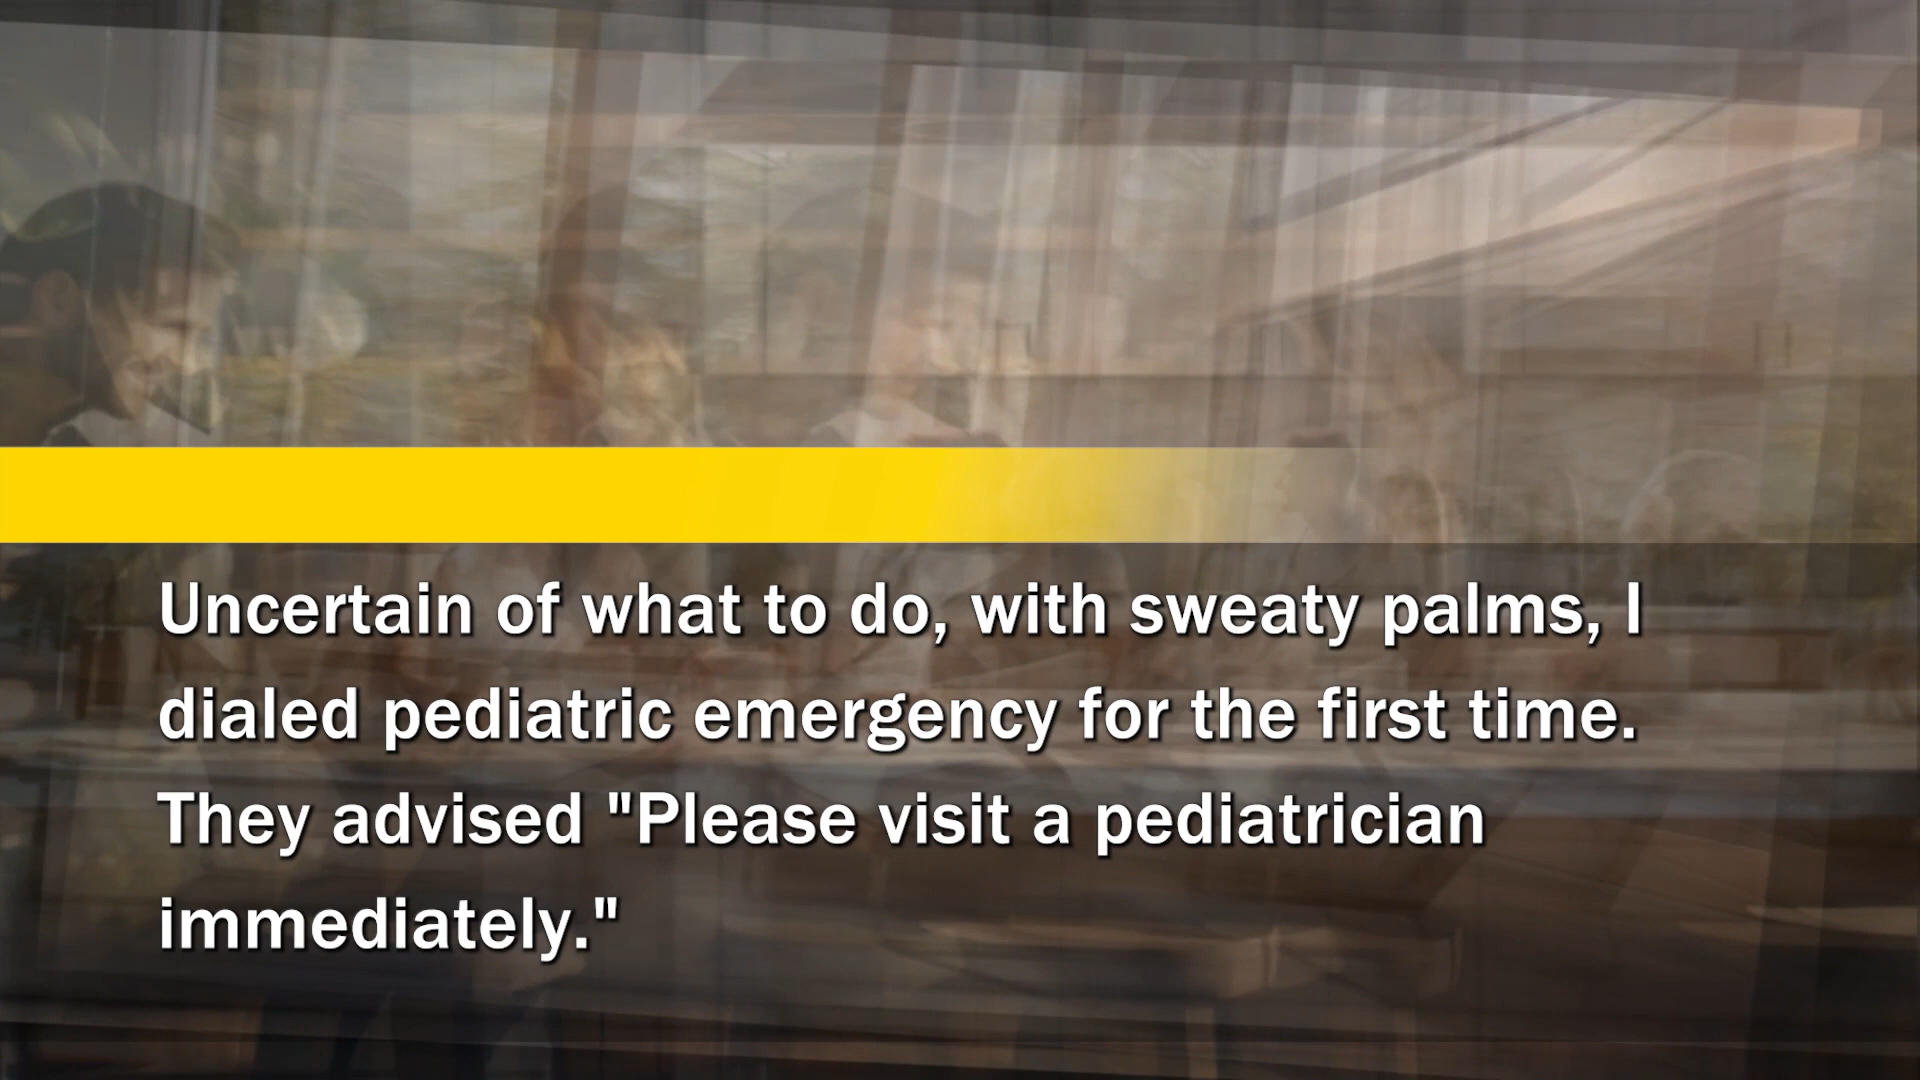 Uncertain of what to do, with sweaty palms, I
dialed pediatric emergency for the first time.
They advised "Please visit a pediatrician
immediately."